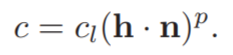 c = c_l(h · n)^p.